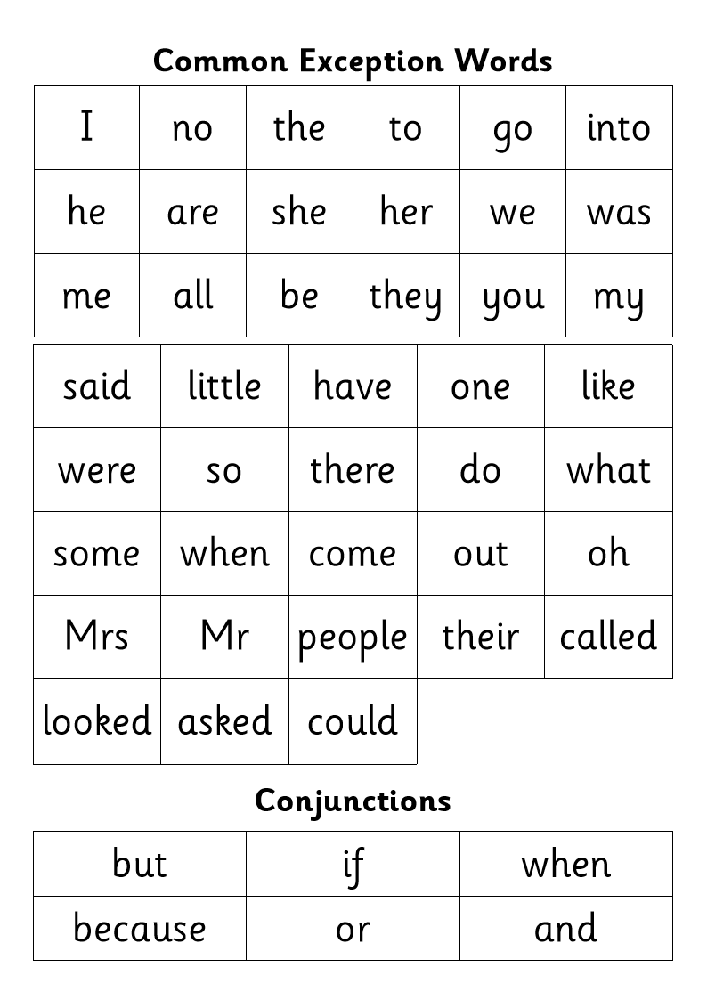 Common Exception Words
I no the to go into
he are she her we was
me all be they you my
said little have one like
were so there do what
some when come out oh
Mrs Mr people their called
looked asked could
Conjunctions
but if when
because or and